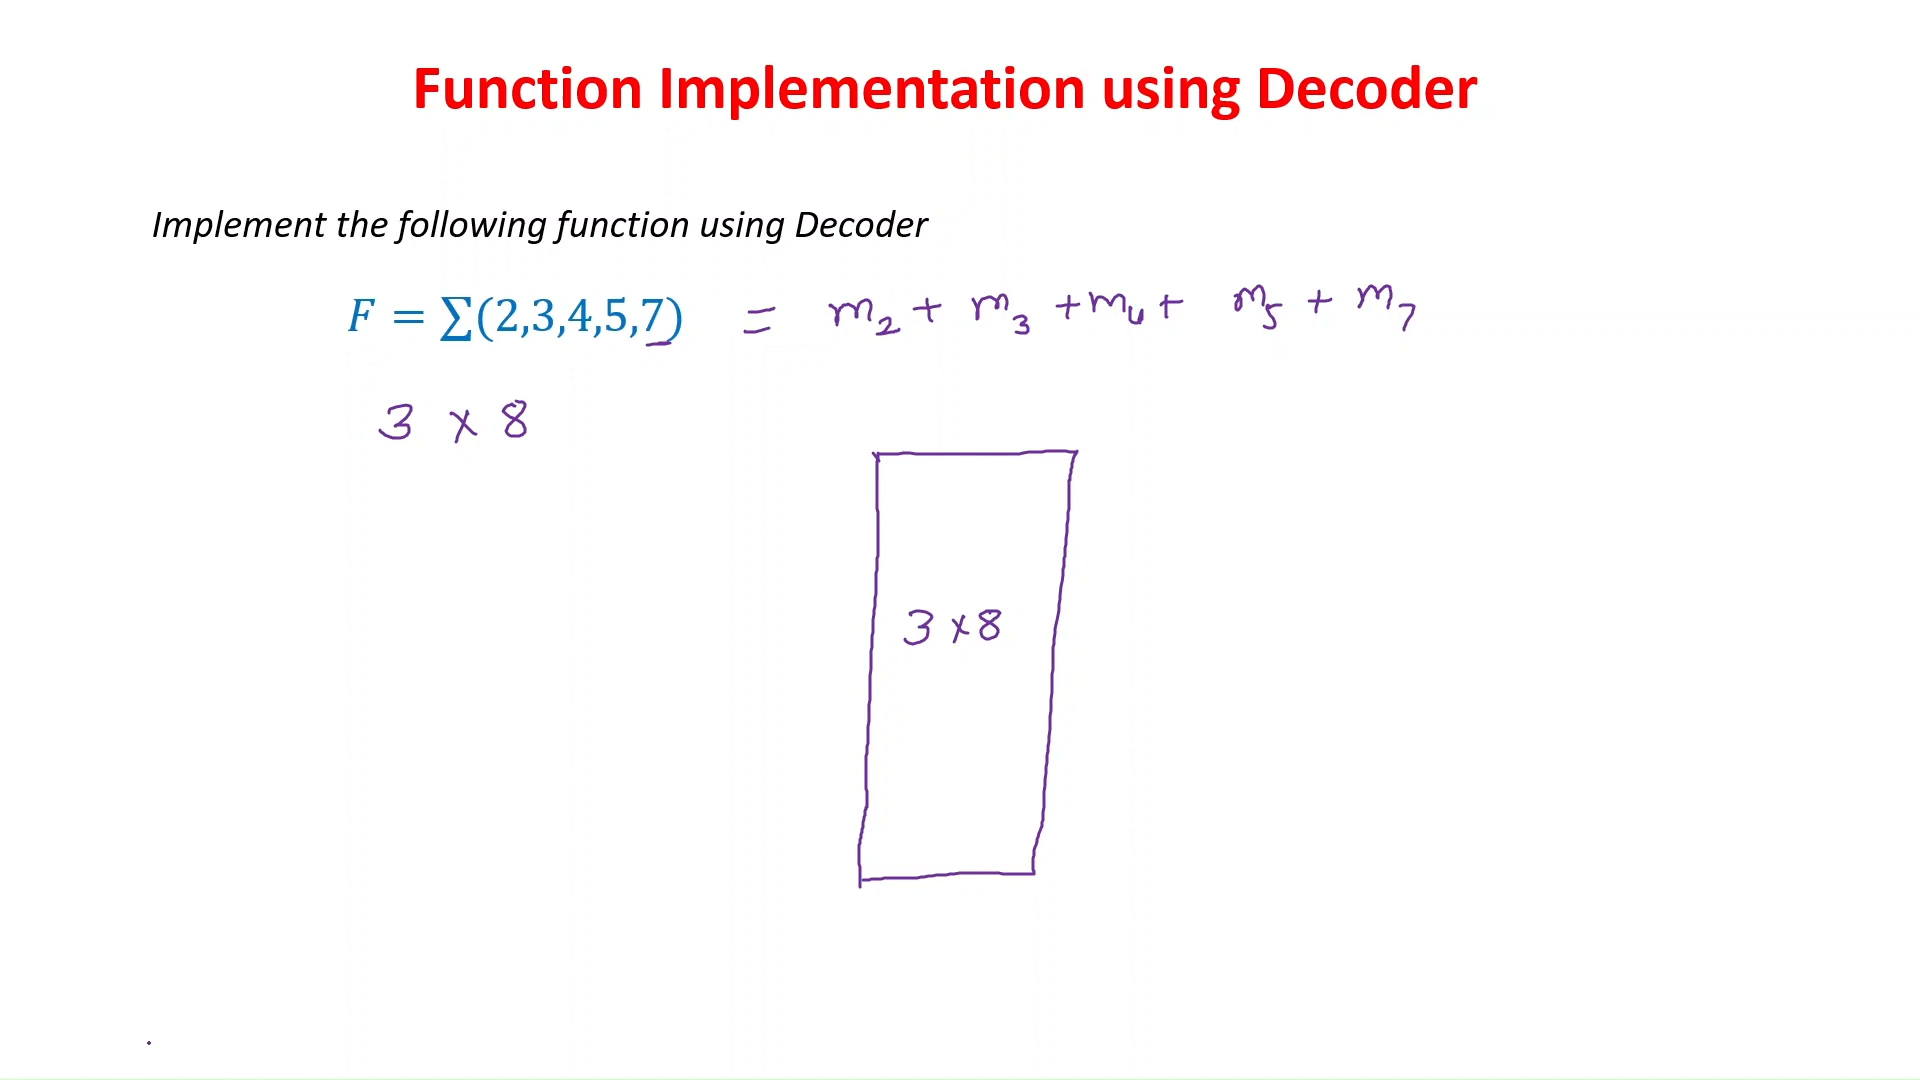 Function Implementation using Decoder
Implement the following function using Decoder
F = ∑(2,3,4,5,7) = m₂ + m₃ + m₄ + m₅ + m₇
3 × 8
3 × 8